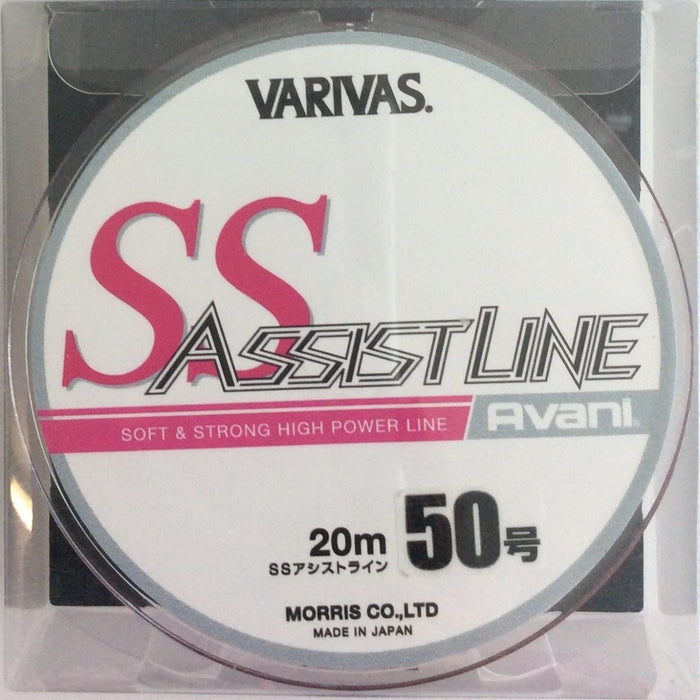 VARIVAS.
SS ASSIST LINE
SOFT & STRONG HIGH POWER LINE Avani
20m 50号
SSアシストライン
MORRIS CO.,LTD
MADE IN JAPAN